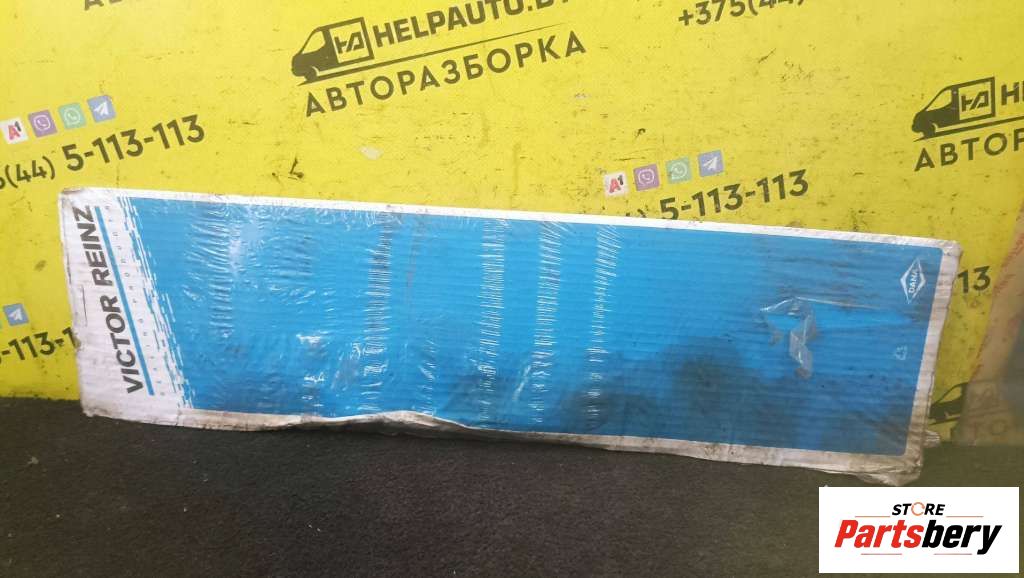 HELPAUTO.
+375(44)
АВТОРАЗБОРКА
5-113-113
(44) 5-113-113
АВТО
5-113-113
VICTOR REINZ
DANA
STORE
Partsbery